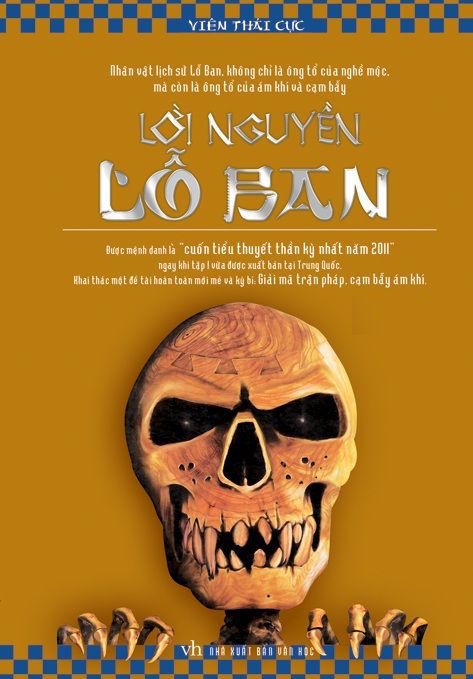 VIÊN THÁI CỰC
Nhân vật lịch sử Lỗ Ban, không chỉ là ông tổ của nghề mộc,
mà còn là ông tổ của ám khí và cạm bẫy
LỜI NGUYỀN
LỖ BAN
Được mệnh danh là "cuốn tiểu thuyết thần kỳ nhất năm 2011"
ngay khi tập 1 vừa được xuất bản tại Trung Quốc.
Khai thác một đề tài hoàn toàn mới mẻ và kỳ bí: Giải mã trận pháp, cạm bẫy ám khí.
vh NHÀ XUẤT BẢN VĂN HỌC